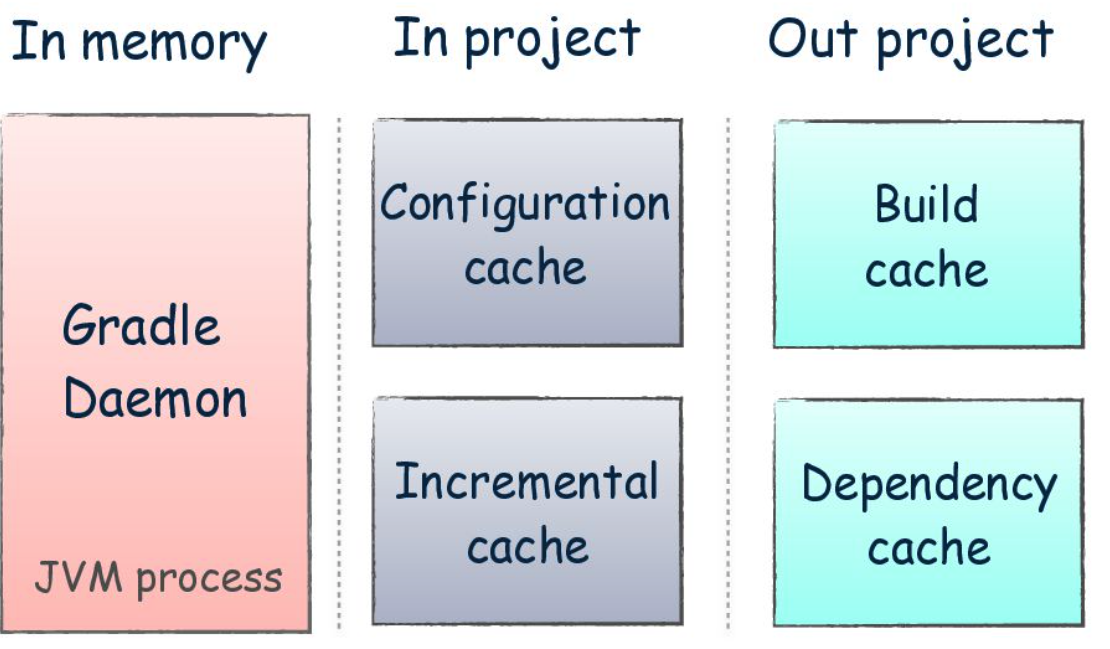 In memory
In project
Out project
Gradle
Daemon
JVM process
Configuration
cache
Incremental
cache
Build
cache
Dependency
cache